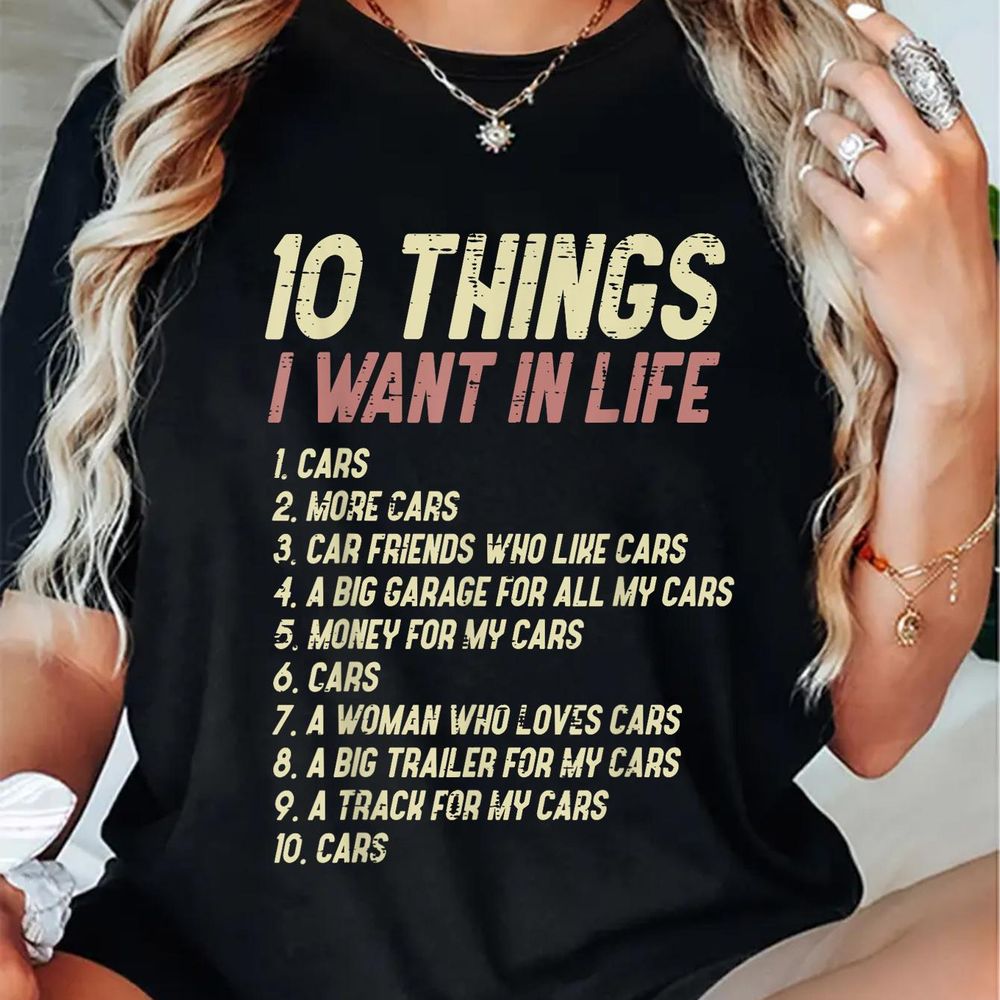 10 THINGS
I WANT IN LIFE
1. CARS
2. MORE CARS
3. CAR FRIENDS WHO LIKE CARS
4. A BIG GARAGE FOR ALL MY CARS
5. MONEY FOR MY CARS
6. CARS
7. A WOMAN WHO LOVES CARS
8. A BIG TRAILER FOR MY CARS
9. A TRACK FOR MY CARS
10. CARS